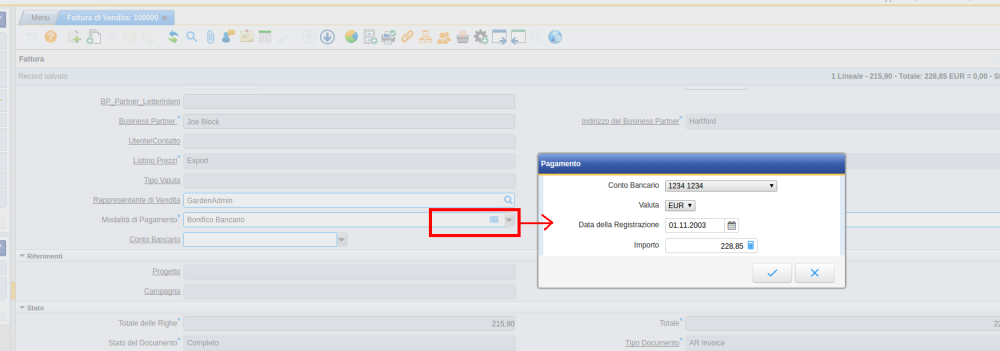 Menu Fattura di Vendita: 100000
Fattura
Record salvato 1 Linea/e - 215,90 - Totale: 228,85 EUR = 0,00 - S
BP_Partner_LetterIntent
Business Partner* Joe Block Indirizzo del Business Partner* Hartford
Utente/Contatto
Listino Prezzi* Export
Tipo Valuta
Rappresentante di Vendita GardenAdmin
Modalità di Pagamento* Bonifico Bancario
Conto Bancario
Pagamento
Conto Bancario 1234 1234
Valuta EUR
Data della Registrazione 01.11.2003
Importo 228,85
Riferimenti
Progetto
Campagna
Stato
Totale delle Righe* 215,90 Totale* 22
Stato del Documento* Completo Tipo Documento* AR Invoice